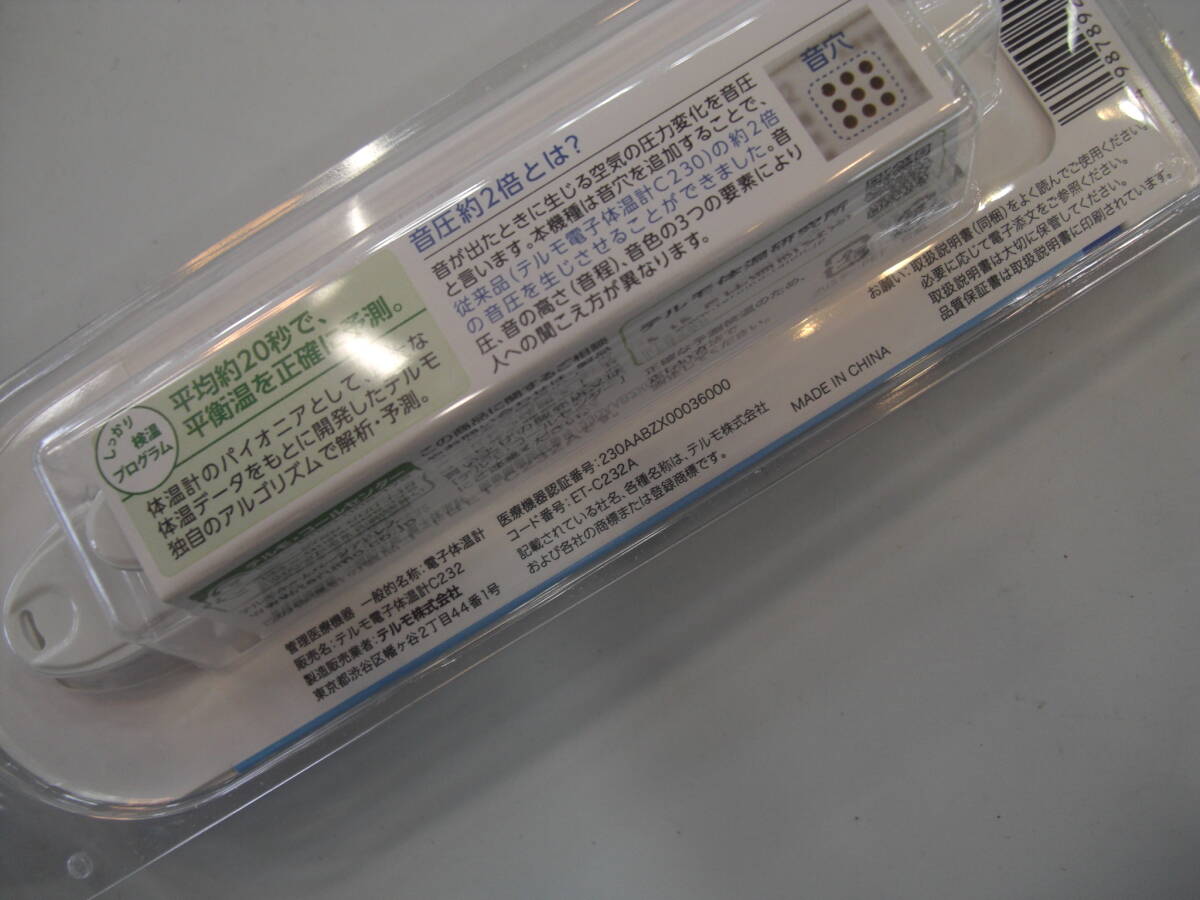 しっかり
検温
プログラム
平均約20秒で、
平衡温を正確に予測。
体温計のパイオニアとして、 な
体温データをもとに開発したテルモ
独自のアルゴリズムで解析・予測。
音圧約2倍とは?
音が出たときに生じる空気の圧力変化を音圧
と言います。本機種は音穴を追加することで、
従来品(テルモ電子体温計C230)の約2倍
の音圧を生じさせることができました。音
圧、音の高さ(音程)、音色の3つの要素により
人への聞こえ方が異なります。
音穴
テルモ体温研究所
管理医療機器 一般的名称:電子体温計
販売名:テルモ電子体温計C232
製造販売業者:テルモ株式会社
東京都渋谷区幡ヶ谷2丁目44番1号
医療機器認証番号:230AABZX00036000
コード番号:ET-C232A
記載されている社名、各種名称は、テルモ株式会社
および各社の商標または登録商標です。
MADE IN CHINA
お願い:取扱説明書(同梱)をよく読んでご使用ください。
必要に応じて電子添文をご参照ください。
取扱説明書は大切に保管してください。
品質保証書は取扱説明書に印刷されています。